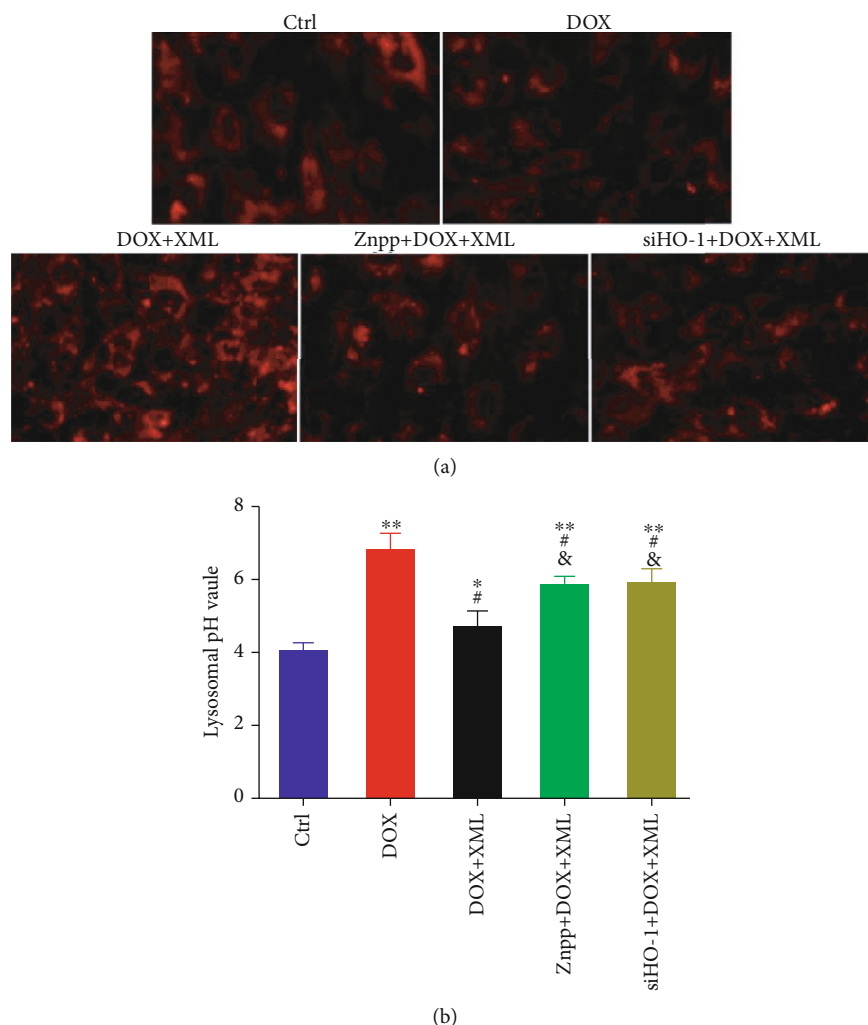 Ctrl DOX
DOX+XML Znpp+DOX+XML siHO-1+DOX+XML
(a)
Lysosomal pH vaule
8
6
4
2
0
**
*
#
**
#
&
**
#
&
Ctrl
DOX
DOX+XML
Znpp+DOX+XML
siHO-1+DOX+XML
(b)